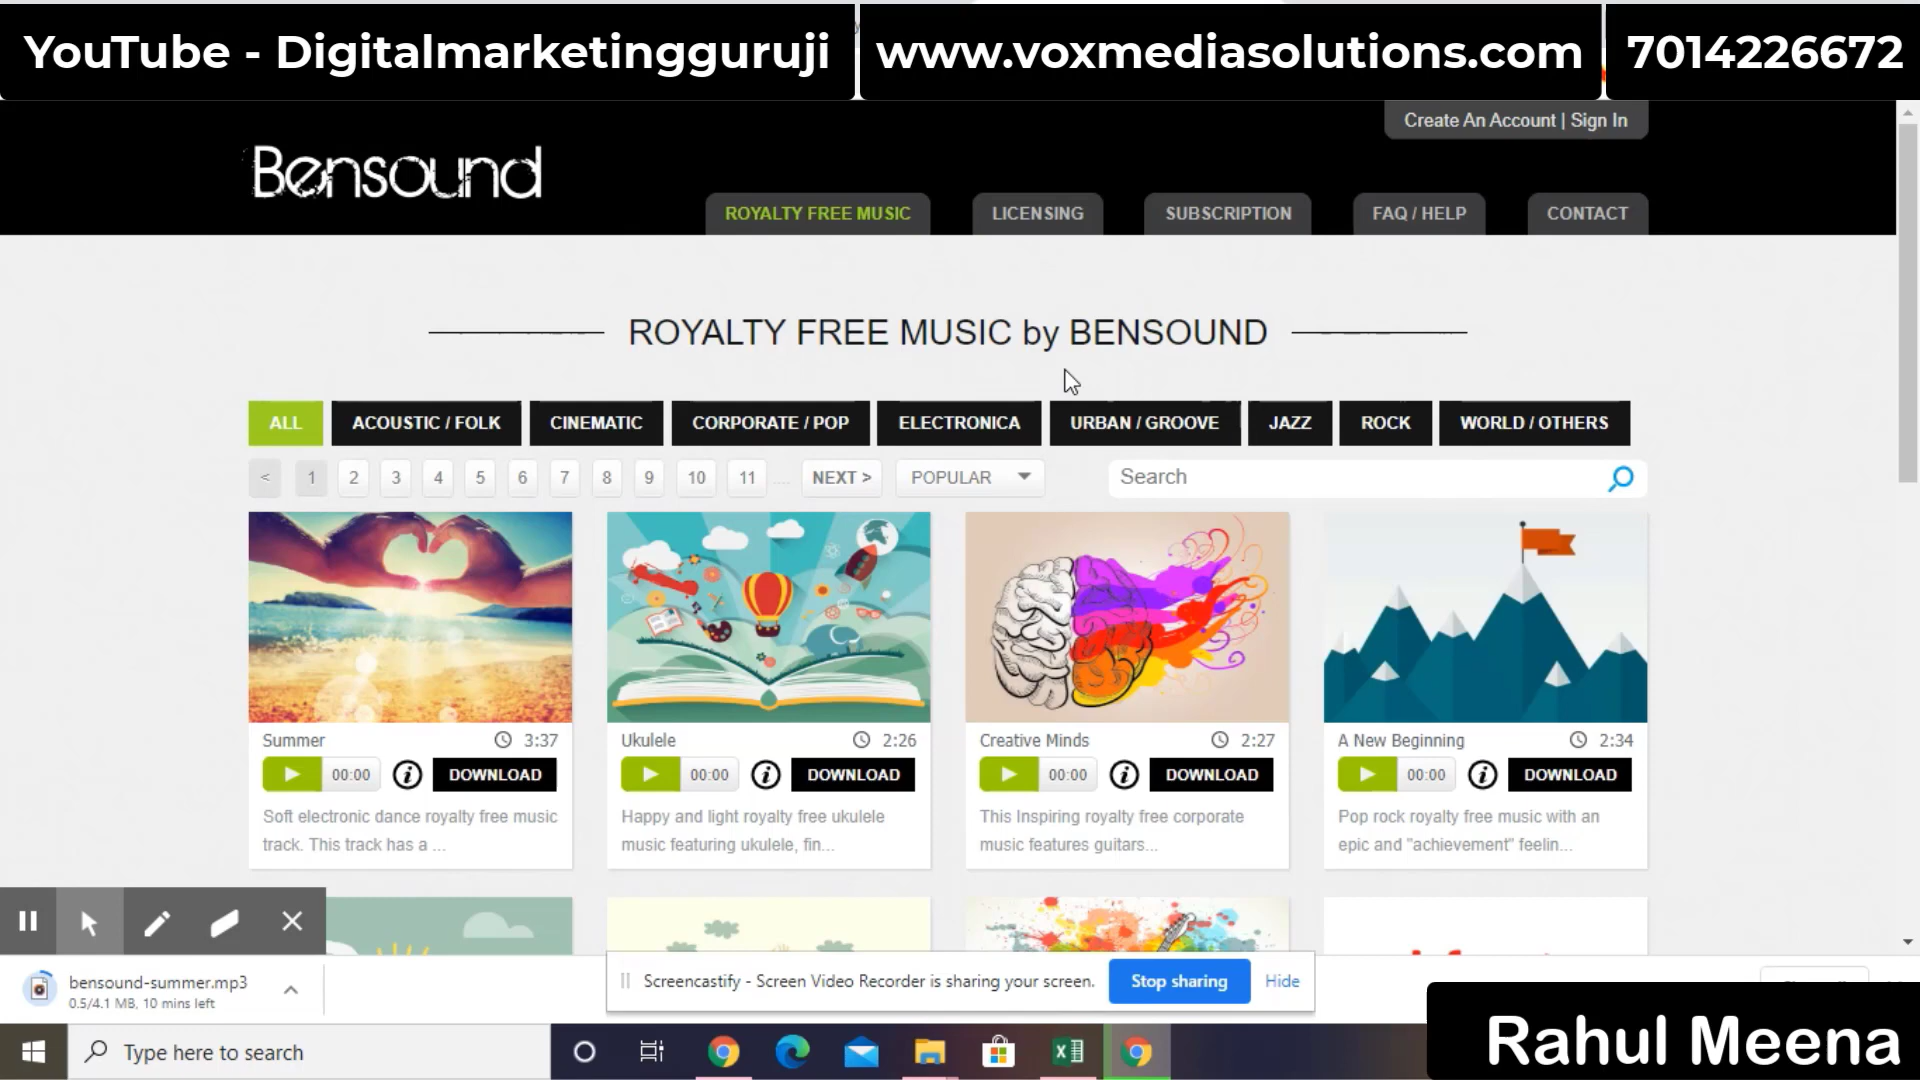 YouTube - Digitalmarketingguruji www.voxmediasolutions.com 7014226672
Create An Account | Sign In
Bensound
ROYALTY FREE MUSIC LICENSING SUBSCRIPTION FAQ / HELP CONTACT
ROYALTY FREE MUSIC by BENSOUND
ALL ACOUSTIC / FOLK CINEMATIC CORPORATE / POP ELECTRONICA URBAN / GROOVE JAZZ ROCK WORLD / OTHERS
< 1 2 3 4 5 6 7 8 9 10 11 .... NEXT > POPULAR Search
Summer 3:37
00:00 i DOWNLOAD
Soft electronic dance royalty free music
track. This track has a ...
Ukulele 2:26
00:00 i DOWNLOAD
Happy and light royalty free ukulele
music featuring ukulele, fin...
Creative Minds 2:27
00:00 i DOWNLOAD
This Inspiring royalty free corporate
music features guitars...
A New Beginning 2:34
00:00 i DOWNLOAD
Pop rock royalty free music with an
epic and "achievement" feelin...
bensound-summer.mp3
0.5/4.1 MB, 10 mins left
Screencastify - Screen Video Recorder is sharing your screen. Stop sharing Hide
Type here to search
Rahul Meena